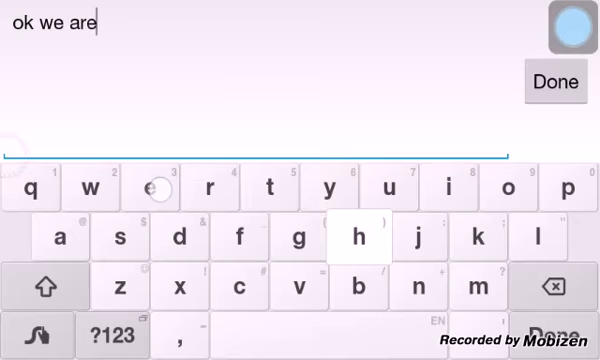 ok we are
Done
q 1 w 2 e 3 r 4 t 5 y 6 u 7 i 8 o 9 p 0
a @ s $ d & f _ g ( h ) j : k ; l "
z x ! c # v = b / n + m ?
?123 , EN ! Done
Recorded by Mobizen